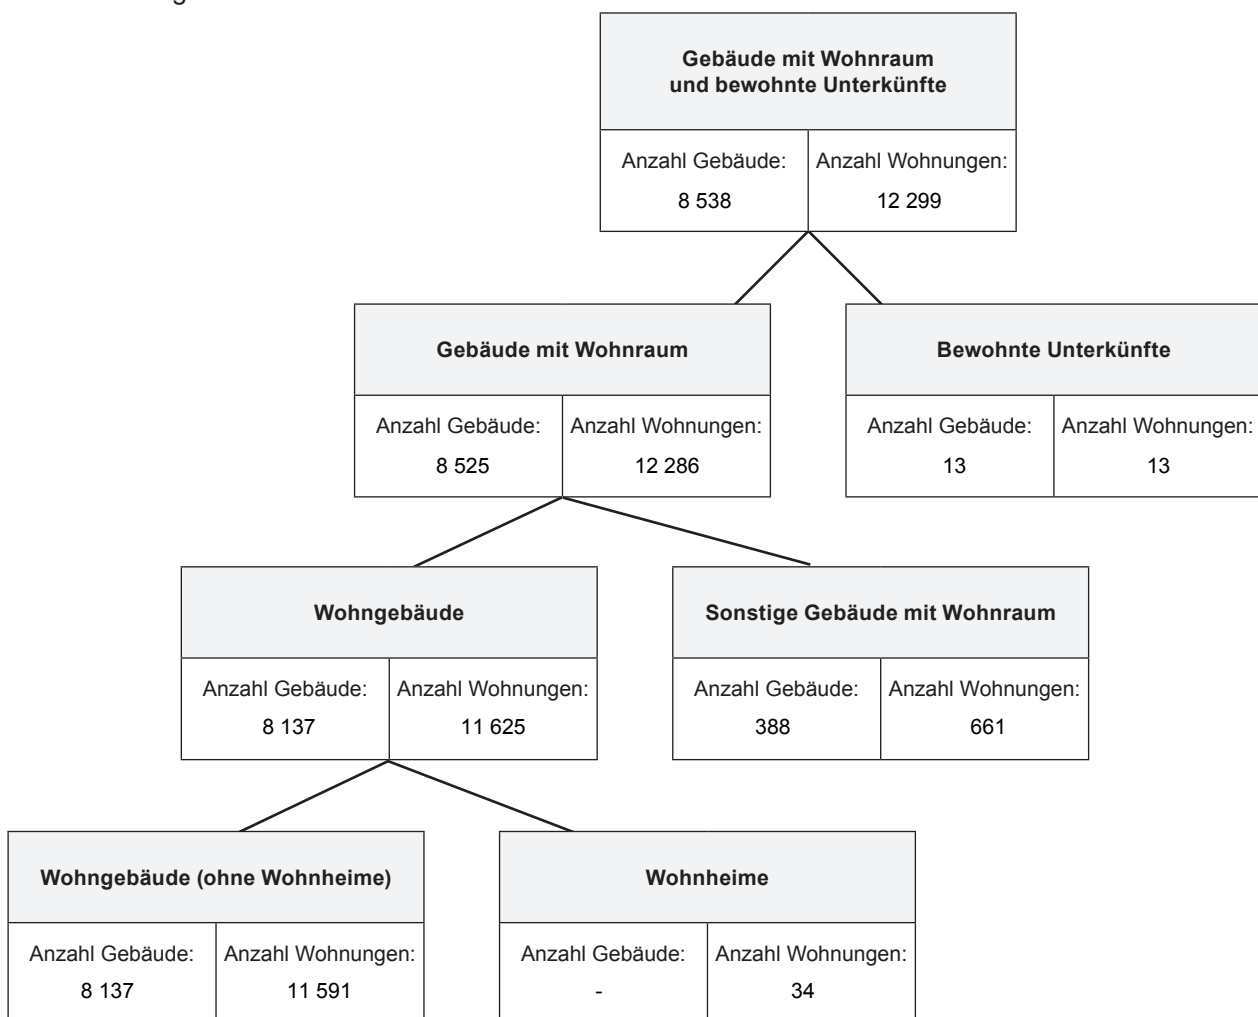 Gebäude mit Wohnraum
und bewohnte Unterkünfte
Anzahl Gebäude: Anzahl Wohnungen:
8 538 12 299
Gebäude mit Wohnraum
Anzahl Gebäude: Anzahl Wohnungen:
8 525 12 286
Bewohnte Unterkünfte
Anzahl Gebäude: Anzahl Wohnungen:
13 13
Wohngebäude
Anzahl Gebäude: Anzahl Wohnungen:
8 137 11 625
Sonstige Gebäude mit Wohnraum
Anzahl Gebäude: Anzahl Wohnungen:
388 661
Wohngebäude (ohne Wohnheime)
Anzahl Gebäude: Anzahl Wohnungen:
8 137 11 591
Wohnheime
Anzahl Gebäude: Anzahl Wohnungen:
- 34